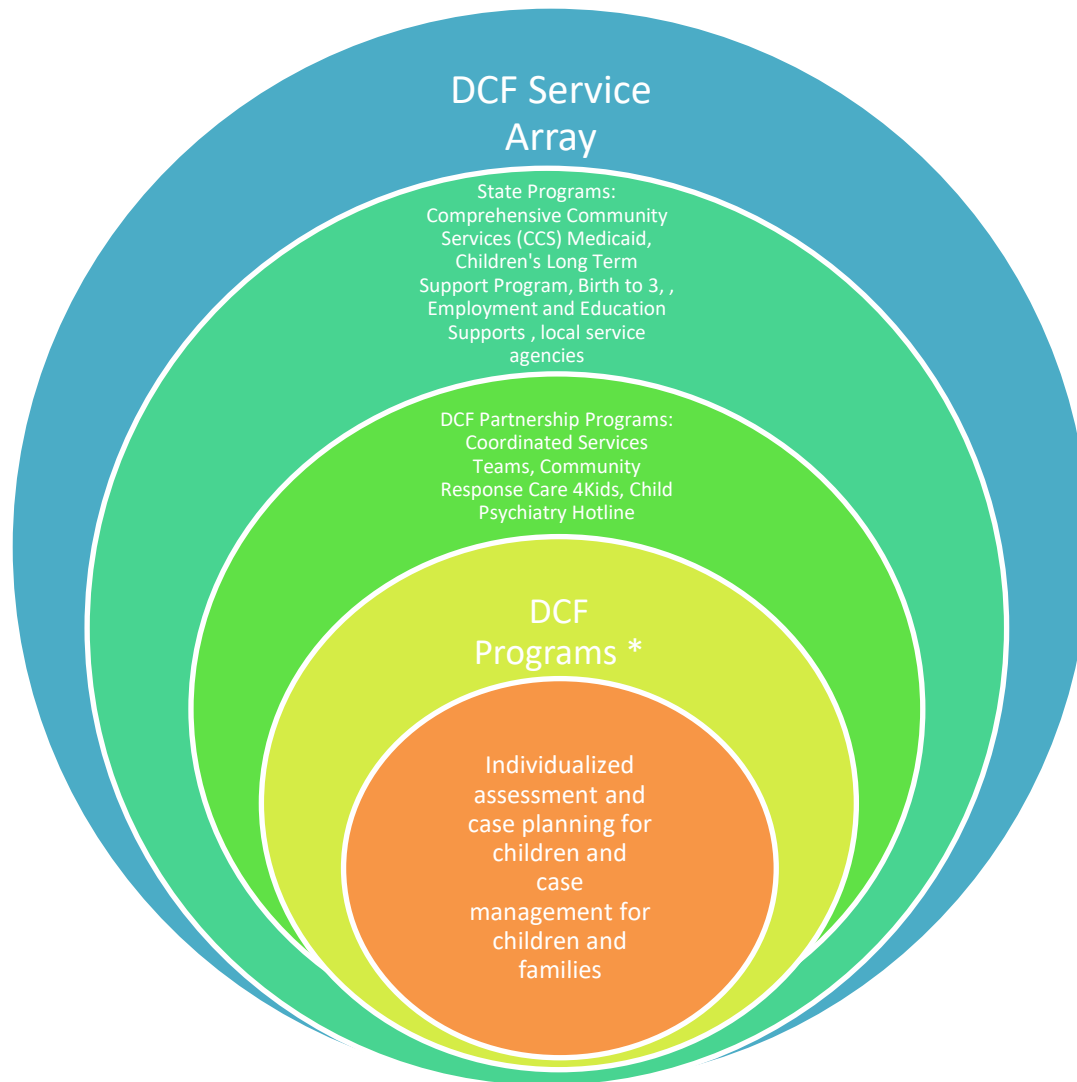 DCF Service
Array
State Programs:
Comprehensive Community
Services (CCS) Medicaid,
Children's Long Term
Support Program, Birth to 3, ,
Employment and Education
Supports , local service
agencies
DCF Partnership Programs:
Coordinated Services
Teams, Community
Response Care 4Kids, Child
Psychiatry Hotline
DCF
Programs *
Individualized
assessment and
case planning for
children and
case
management for
children and
families